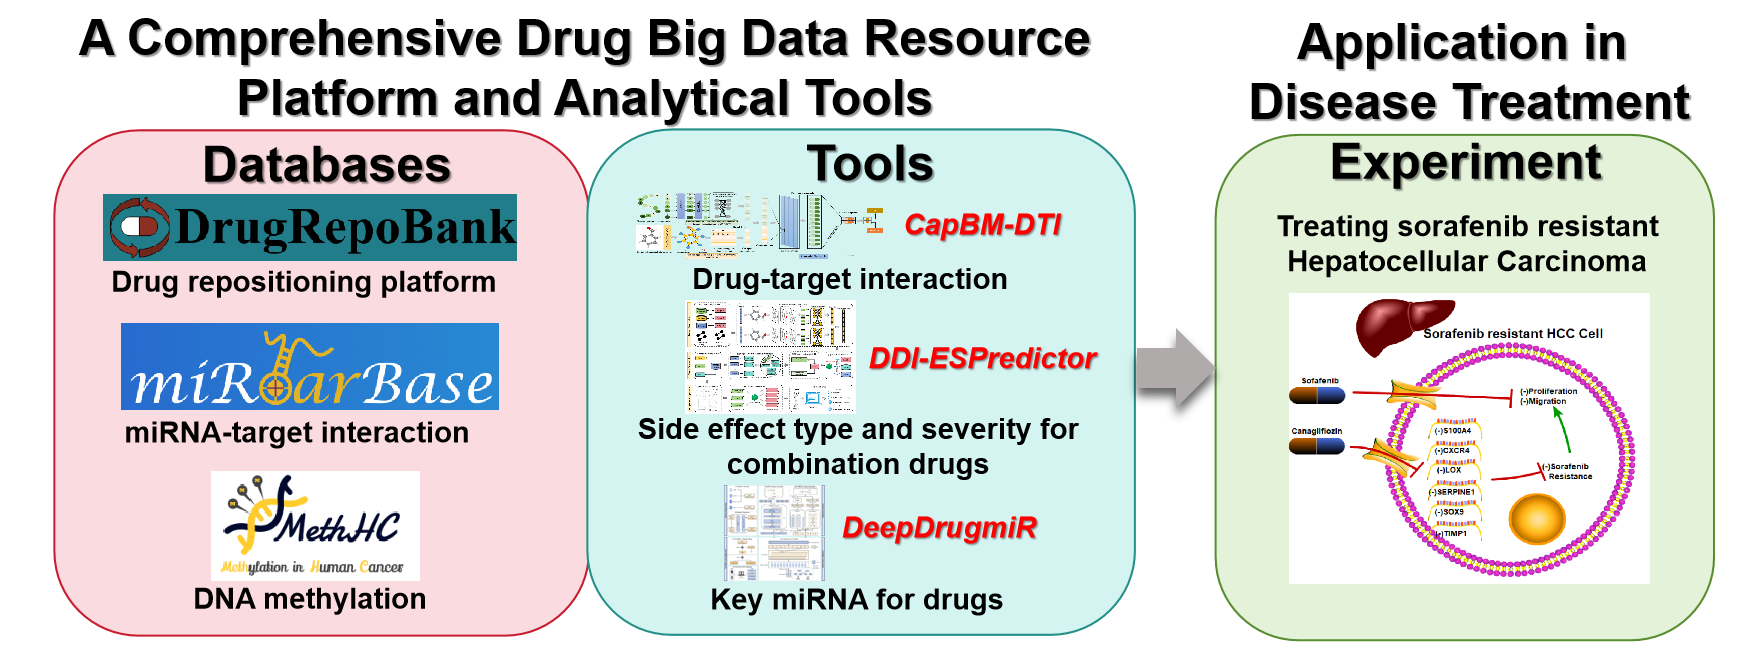 A Comprehensive Drug Big Data Resource
Platform and Analytical Tools
Databases
DrugRepoBank
Drug repositioning platform
miRTarBase
miRNA-target interaction
MethHC
Methylation in Human Cancer
DNA methylation
Tools
CapBM-DTI
Drug-target interaction
DDI-ESPredictor
Side effect type and severity for
combination drugs
DeepDrugmiR
Key miRNA for drugs
Application in
Disease Treatment
Experiment
Treating sorafenib resistant
Hepatocellular Carcinoma
Sorafenib resistant HCC Cell
Sofafenib
(-)Proliferation
(-)Migration
Canagliflozin
(-)S100A4
(-)CXCR4
(-)LOX
(-)SERPINE1
(-)SOX9
(-)TIMP1
(-)Sorafenib
Resistance